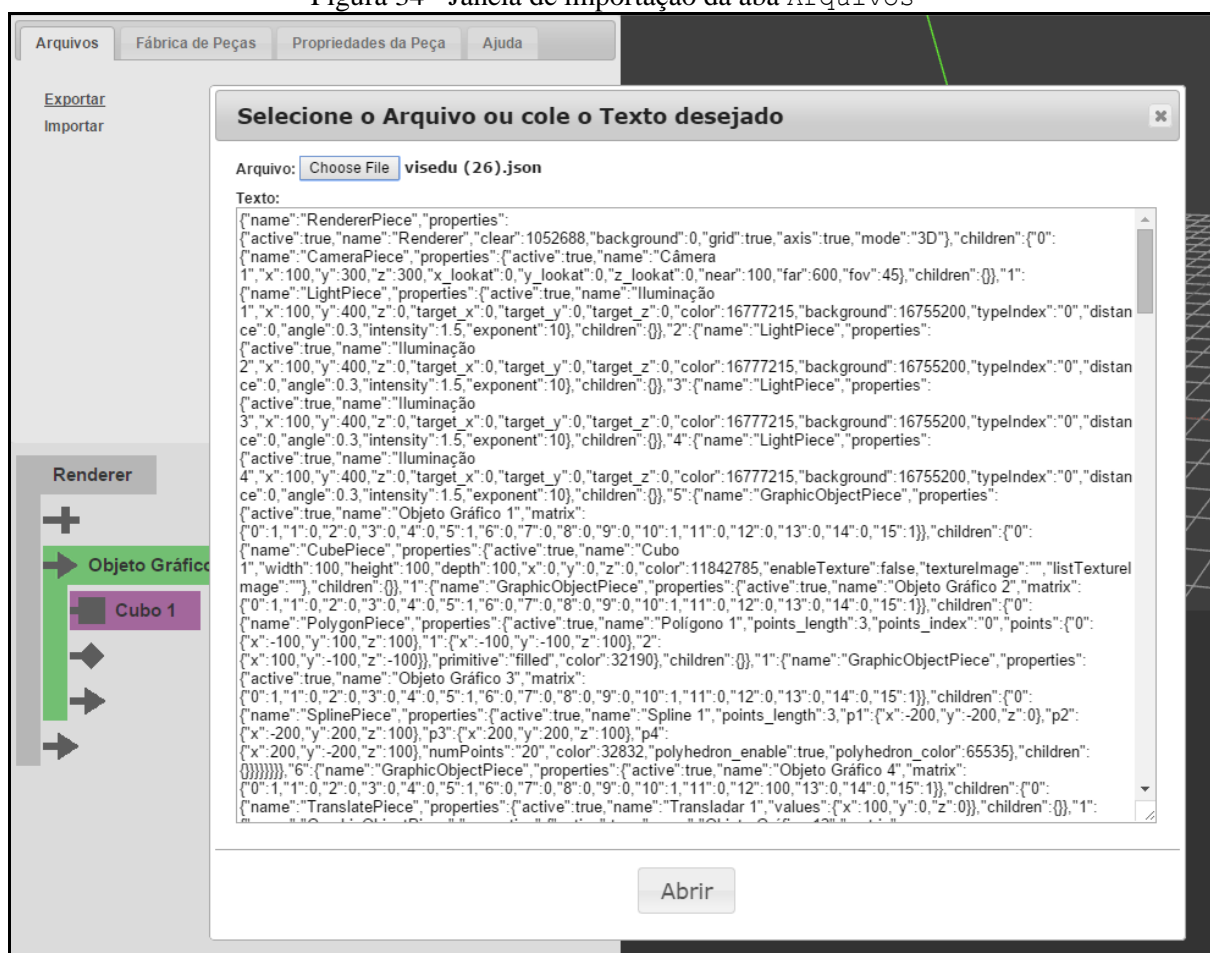 Figura 34 - Janela de importação da aba Arquivos
Arquivos Fábrica de Peças Propriedades da Peça Ajuda
Exportar
Importar
Selecione o Arquivo ou cole o Texto desejado
Arquivo: Choose File visedu (26).json
Texto:
{"name":"RendererPiece","properties":
{"active":true,"name":"Renderer","clear":1052688,"background":0,"grid":true,"axis":true,"mode":"3D"},"children":{"0":
{"name":"CameraPiece","properties":{"active":true,"name":"Câmera
1","x":100,"y":300,"z":300,"x_lookat":0,"y_lookat":0,"z_lookat":0,"near":100,"far":600,"fov":45},"children":{}},"1":
{"name":"LightPiece","properties":{"active":true,"name":"Iluminação
1","x":100,"y":400,"z":0,"target_x":0,"target_y":0,"target_z":0,"color":16777215,"background":16755200,"typeIndex":"0","distan
ce":0,"angle":0.3,"intensity":1.5,"exponent":10},"children":{}},"2":{"name":"LightPiece","properties":
{"active":true,"name":"Iluminação
2","x":100,"y":400,"z":0,"target_x":0,"target_y":0,"target_z":0,"color":16777215,"background":16755200,"typeIndex":"0","distan
ce":0,"angle":0.3,"intensity":1.5,"exponent":10},"children":{}},"3":{"name":"LightPiece","properties":
{"active":true,"name":"Iluminação
3","x":100,"y":400,"z":0,"target_x":0,"target_y":0,"target_z":0,"color":16777215,"background":16755200,"typeIndex":"0","distan
ce":0,"angle":0.3,"intensity":1.5,"exponent":10},"children":{}},"4":{"name":"LightPiece","properties":
{"active":true,"name":"Iluminação
4","x":100,"y":400,"z":0,"target_x":0,"target_y":0,"target_z":0,"color":16777215,"background":16755200,"typeIndex":"0","distan
ce":0,"angle":0.3,"intensity":1.5,"exponent":10},"children":{}},"5":{"name":"GraphicObjectPiece","properties":
{"active":true,"name":"Objeto Gráfico 1","matrix":
{"0":1,"1":0,"2":0,"3":0,"4":0,"5":1,"6":0,"7":0,"8":0,"9":0,"10":1,"11":0,"12":0,"13":0,"14":0,"15":1}},"children":{"0":
{"name":"CubePiece","properties":{"active":true,"name":"Cubo
1","width":100,"height":100,"depth":100,"x":0,"y":0,"z":0,"color":11842785,"enableTexture":false,"textureImage":"","listTextureI
mage":""},"children":{}},"1":{"name":"GraphicObjectPiece","properties":{"active":true,"name":"Objeto Gráfico 2","matrix":
{"0":1,"1":0,"2":0,"3":0,"4":0,"5":1,"6":0,"7":0,"8":0,"9":0,"10":1,"11":0,"12":0,"13":0,"14":0,"15":1}},"children":{"0":
{"name":"PolygonPiece","properties":{"active":true,"name":"Polígono 1","points_length":3,"points_index":"0","points":{"0":
{"x":-100,"y":100,"z":100},"1":{"x":-100,"y":-100,"z":100},"2":
{"x":100,"y":-100,"z":-100}},"primitive":"filled","color":32190},"children":{}},"1":{"name":"GraphicObjectPiece","properties":
{"active":true,"name":"Objeto Gráfico 3","matrix":
{"0":1,"1":0,"2":0,"3":0,"4":0,"5":1,"6":0,"7":0,"8":0,"9":0,"10":1,"11":0,"12":0,"13":0,"14":0,"15":1}},"children":{"0":
{"name":"SplinePiece","properties":{"active":true,"name":"Spline 1","points_length":3,"p1":{"x":-200,"y":-200,"z":0},"p2":
{"x":-200,"y":200,"z":100},"p3":{"x":200,"y":200,"z":100},"p4":
{"x":200,"y":-200,"z":100},"numPoints":"20","color":32832,"polyhedron_enable":true,"polyhedron_color":65535},"children":
{}}}}}}}},"6":{"name":"GraphicObjectPiece","properties":{"active":true,"name":"Objeto Gráfico 4","matrix":
{"0":1,"1":0,"2":0,"3":0,"4":0,"5":1,"6":0,"7":0,"8":0,"9":0,"10":1,"11":0,"12":100,"13":0,"14":0,"15":1}},"children":{"0":
{"name":"TranslatePiece","properties":{"active":true,"name":"Transladar 1","values":{"x":100,"y":0,"z":0}},"children":{}},"1":
Renderer
Objeto Gráfico
Cubo 1
Abrir